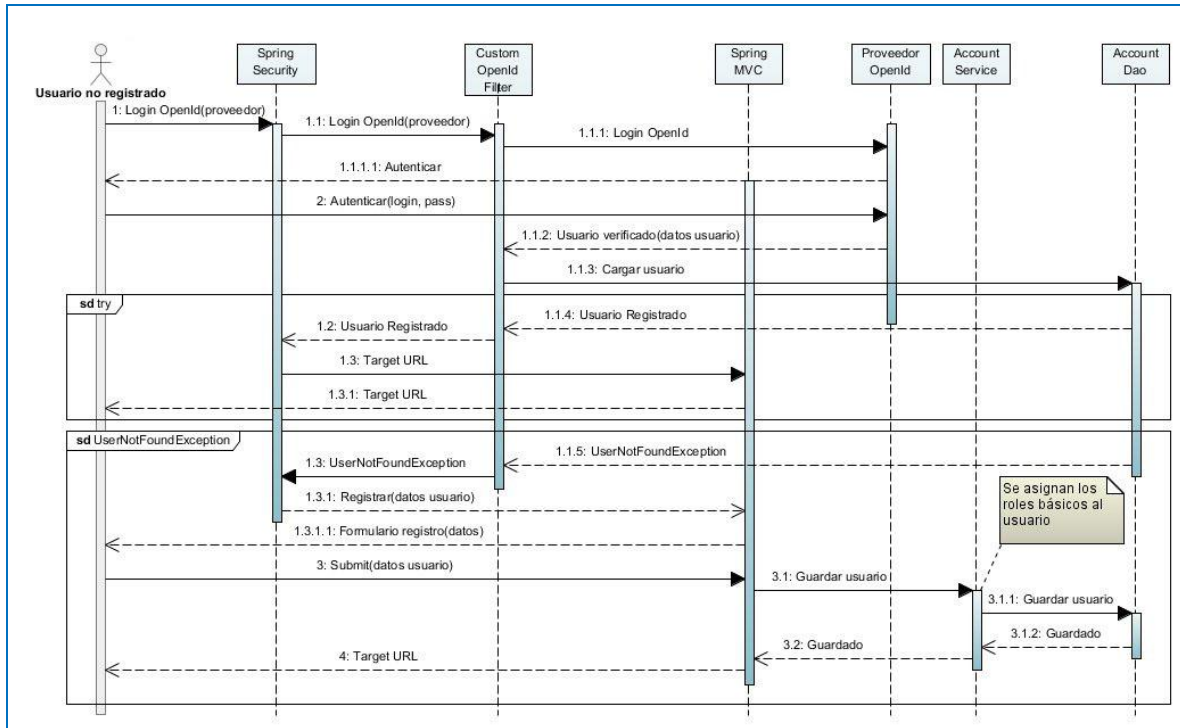 Spring
Security
Custom
OpenId
Filter
Spring
MVC
Proveedor
OpenId
Account
Service
Account
Dao
Usuario no registrado
1: Login OpenId(proveedor)
1.1: Login OpenId(proveedor)
1.1.1: Login OpenId
1.1.1.1: Autenticar
2: Autenticar(login, pass)
1.1.2: Usuario verificado(datos usuario)
1.1.3: Cargar usuario
sd try
1.1.4: Usuario Registrado
1.2: Usuario Registrado
1.3: Target URL
1.3.1: Target URL
sd UserNotFoundException
1.1.5: UserNotFoundException
1.3: UserNotFoundException
Se asignan los
roles básicos al
usuario
1.3.1: Registrar(datos usuario)
1.3.1.1: Formulario registro(datos)
3: Submit(datos usuario)
3.1: Guardar usuario
3.1.1: Guardar usuario
3.1.2: Guardado
3.2: Guardado
4: Target URL